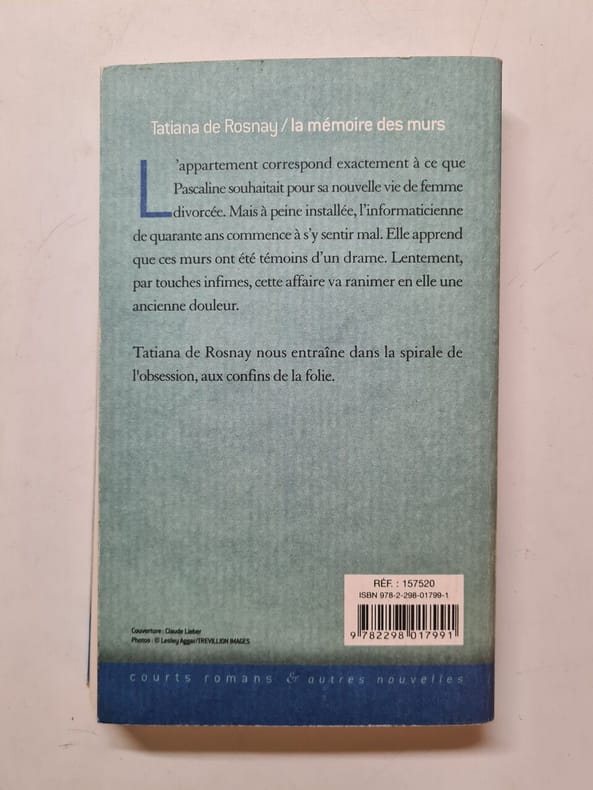 Tatiana de Rosnay / la mémoire des murs
L'appartement correspond exactement à ce que
Pascaline souhaitait pour sa nouvelle vie de femme
divorcée. Mais à peine installée, l'informaticienne
de quarante ans commence à s'y sentir mal. Elle apprend
que ces murs ont été témoins d'un drame. Lentement,
par touches infimes, cette affaire va ranimer en elle une
ancienne douleur.
Tatiana de Rosnay nous entraîne dans la spirale de
l'obsession, aux confins de la folie.
RÉF. : 157520
ISBN 978-2-298-01799-1
9 782298 017991
Couverture : Claude Lieber
Photos : © Lesley Aggar/TREVILLION IMAGES
courts romans & autres nouvelles